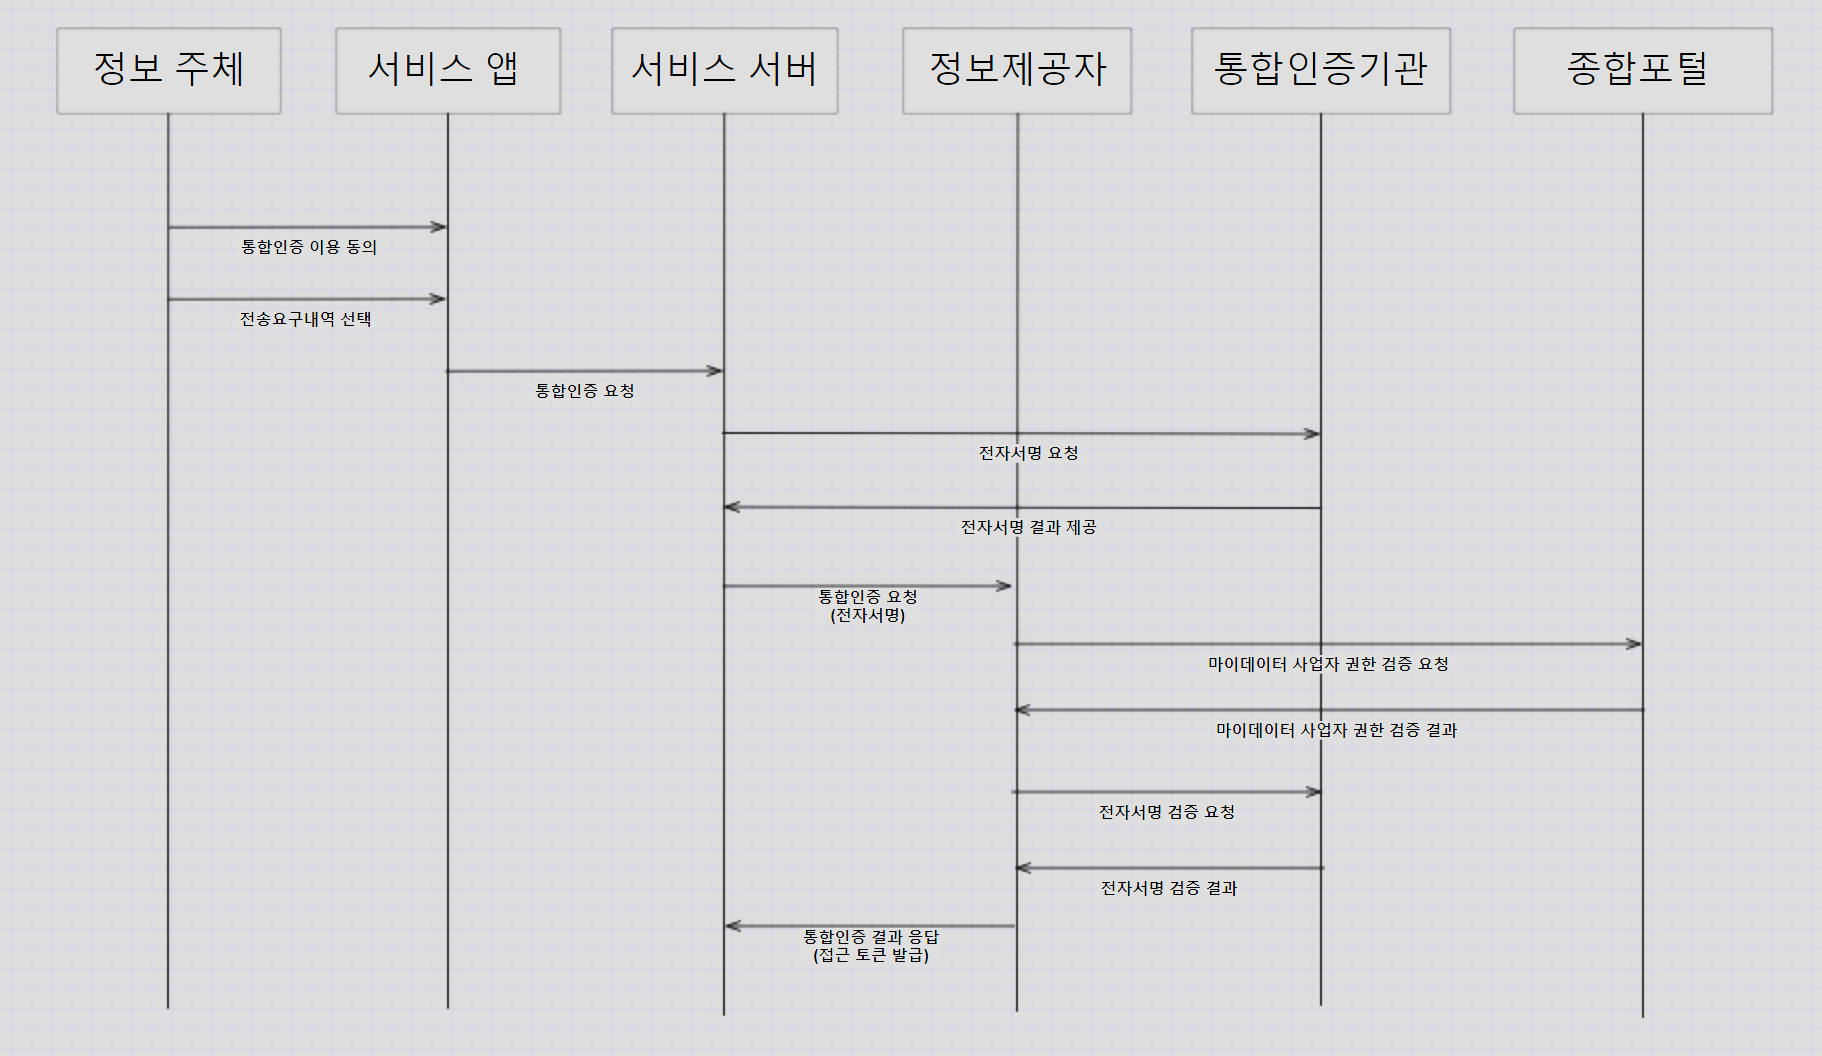 정보 주체
서비스 앱
서비스 서버
정보제공자
통합인증기관
종합포털
통합인증 이용 동의
전송요구내역 선택
통합인증 요청
전자서명 요청
전자서명 결과 제공
통합인증 요청
(전자서명)
마이데이터 사업자 권한 검증 요청
마이데이터 사업자 권한 검증 결과
전자서명 검증 요청
전자서명 검증 결과
통합인증 결과 응답
(접근 토큰 발급)